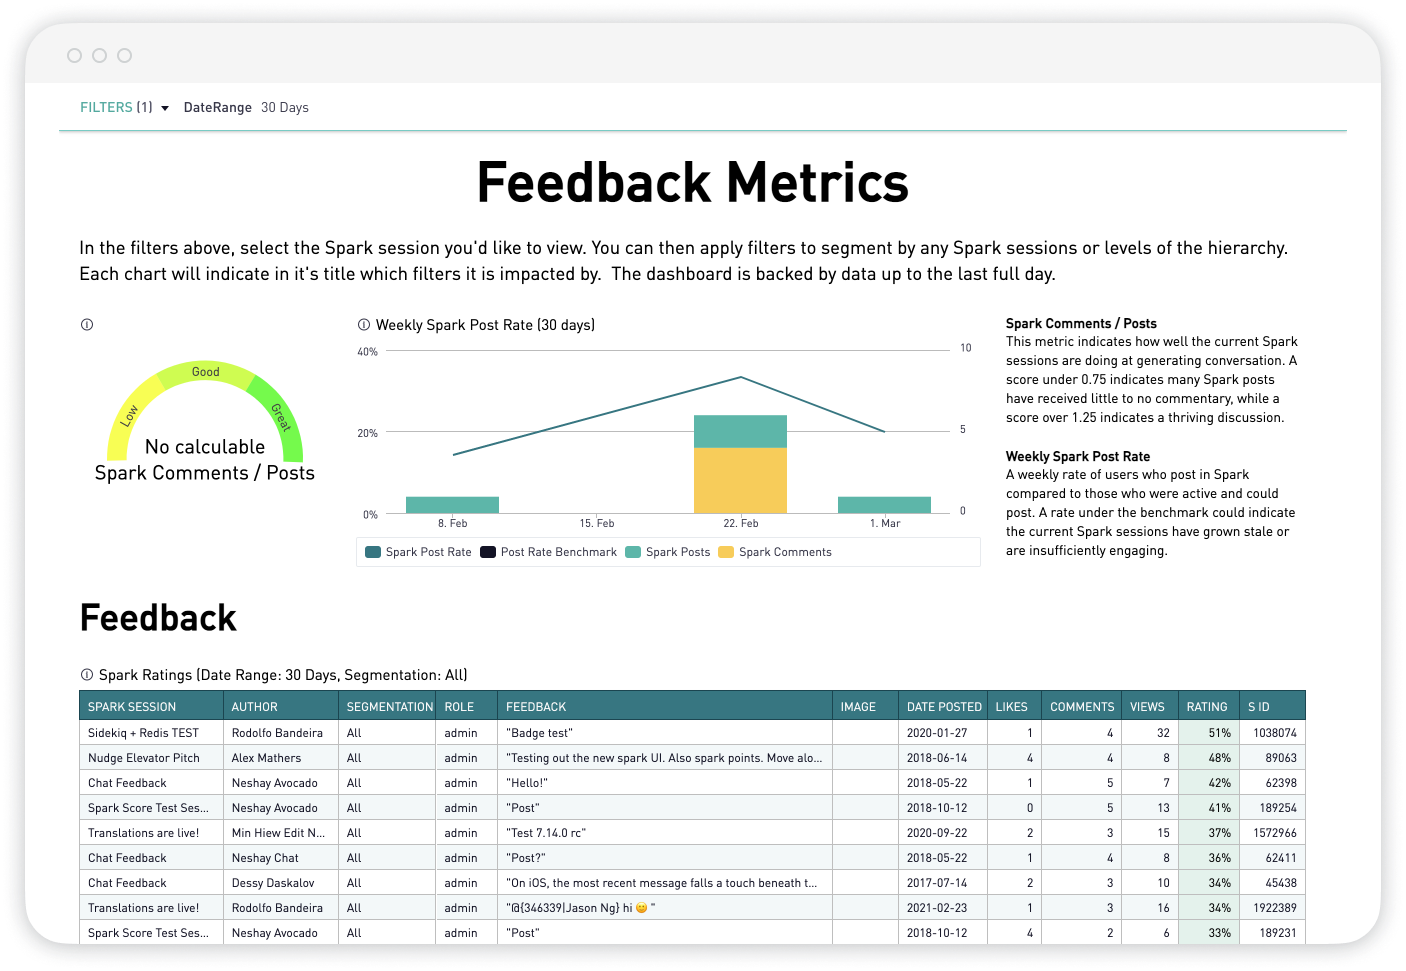 FILTERS (1) DateRange 30 Days
Feedback Metrics
In the filters above, select the Spark session you'd like to view. You can then apply filters to segment by any Spark sessions or levels of the hierarchy.
Each chart will indicate in it's title which filters it is impacted by. The dashboard is backed by data up to the last full day.
Low
Good
Great
No calculable
Spark Comments / Posts
Weekly Spark Post Rate (30 days)
40%
20%
0%
10
5
0
8. Feb
15. Feb
22. Feb
1. Mar
Spark Post Rate Post Rate Benchmark Spark Posts Spark Comments
Spark Comments / Posts
This metric indicates how well the current Spark
sessions are doing at generating conversation. A
score under 0.75 indicates many Spark posts
have received little to no commentary, while a
score over 1.25 indicates a thriving discussion.
Weekly Spark Post Rate
A weekly rate of users who post in Spark
compared to those who were active and could
post. A rate under the benchmark could indicate
the current Spark sessions have grown stale or
are insufficiently engaging.
Feedback
Spark Ratings (Date Range: 30 Days, Segmentation: All)
SPARK SESSION AUTHOR SEGMENTATION ROLE FEEDBACK IMAGE DATE POSTED LIKES COMMENTS VIEWS RATING S ID
Sidekiq + Redis TEST Rodolfo Bandeira All admin "Badge test" 2020-01-27 1 4 32 51% 1038074
Nudge Elevator Pitch Alex Mathers All admin "Testing out the new spark UI. Also spark points. Move alo... 2018-06-14 4 4 8 48% 89063
Chat Feedback Neshay Avocado All admin "Hello!" 2018-05-22 1 5 7 42% 62398
Spark Score Test Ses... Neshay Avocado All admin "Post" 2018-10-12 0 5 13 41% 189254
Translations are live! Min Hiew Edit N... All admin "Test 7.14.0 rc" 2020-09-22 2 3 15 37% 1572966
Chat Feedback Neshay Chat All admin "Post?" 2018-05-22 1 4 8 36% 62411
Chat Feedback Dessy Daskalov All admin "On iOS, the most recent message falls a touch beneath t... 2017-07-14 2 3 10 34% 45438
Translations are live! Rodolfo Bandeira All admin "@{346339|Jason Ng} hi 🙂 " 2021-02-23 1 3 16 34% 1922389
Spark Score Test Ses... Neshay Avocado All admin "Post" 2018-10-12 4 2 6 33% 189231